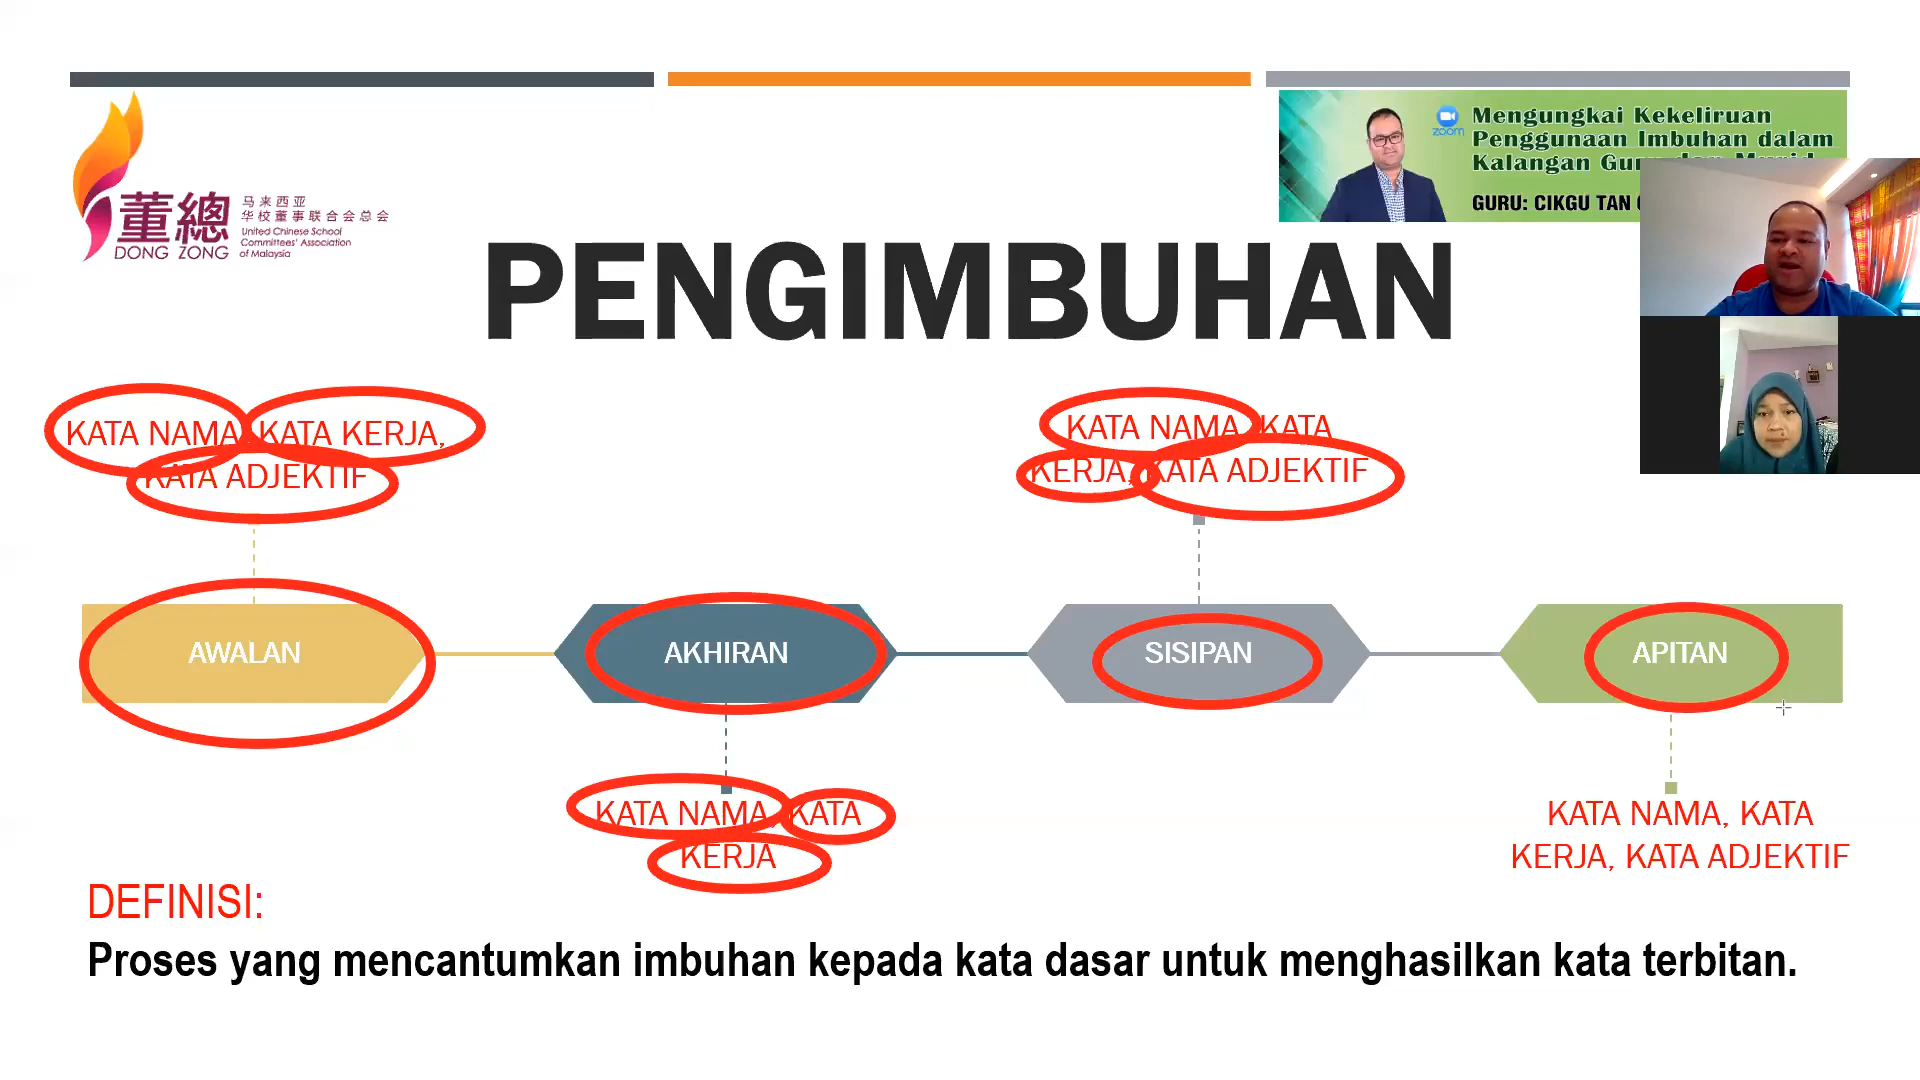 董總
DONG ZONG
马来西亚
华校董事联合会总会
United Chinese School
Committees' Association
of Malaysia
zoom
Mengungkai Kekeliruan
Penggunaan Imbuhan dalam
Kalangan
GURU: CIKGU TAN
PENGIMBUHAN
KATA NAMA, KATA KERJA,
KATA ADJEKTIF
KATA NAMA, KATA
KERJA, KATA ADJEKTIF
AWALAN
AKHIRAN
SISIPAN
APITAN
KATA NAMA, KATA
KERJA
KATA NAMA, KATA
KERJA, KATA ADJEKTIF
DEFINISI:
Proses yang mencantumkan imbuhan kepada kata dasar untuk menghasilkan kata terbitan.